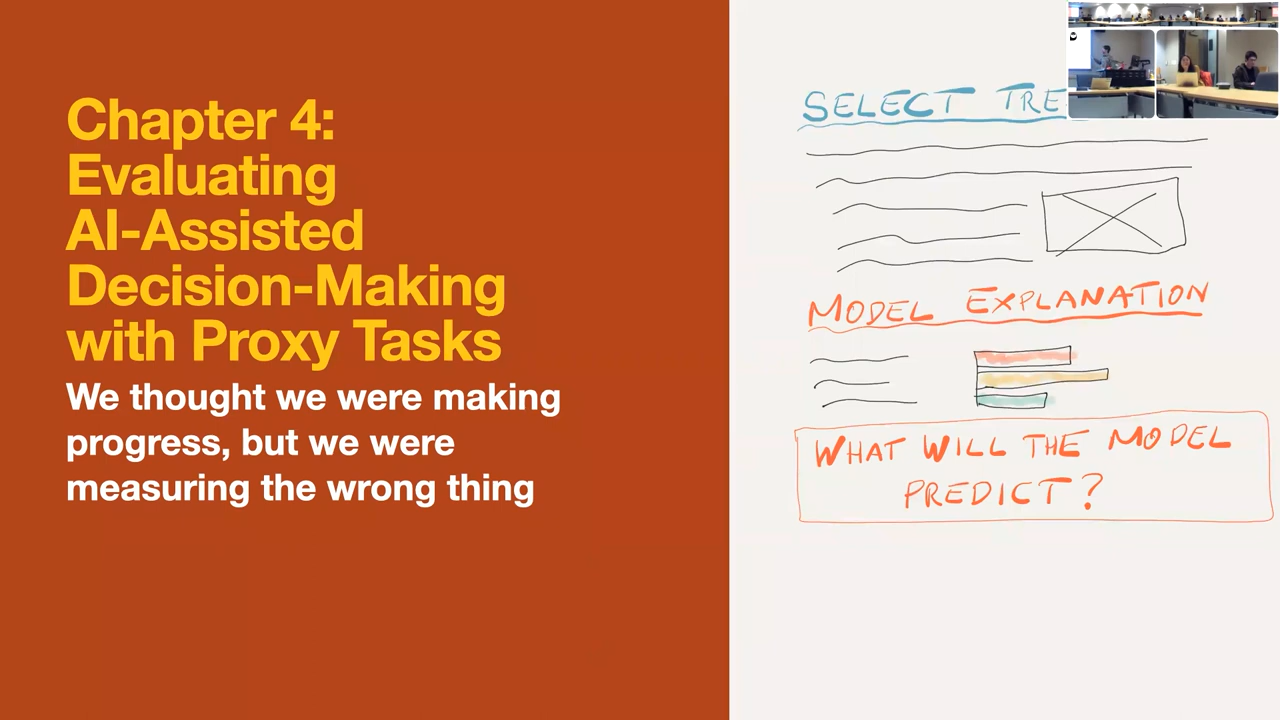 Chapter 4:
Evaluating
AI-Assisted
Decision-Making
with Proxy Tasks
We thought we were making
progress, but we were
measuring the wrong thing
SELECT
MODEL EXPLANATION
WHAT WILL THE MODEL
PREDICT?